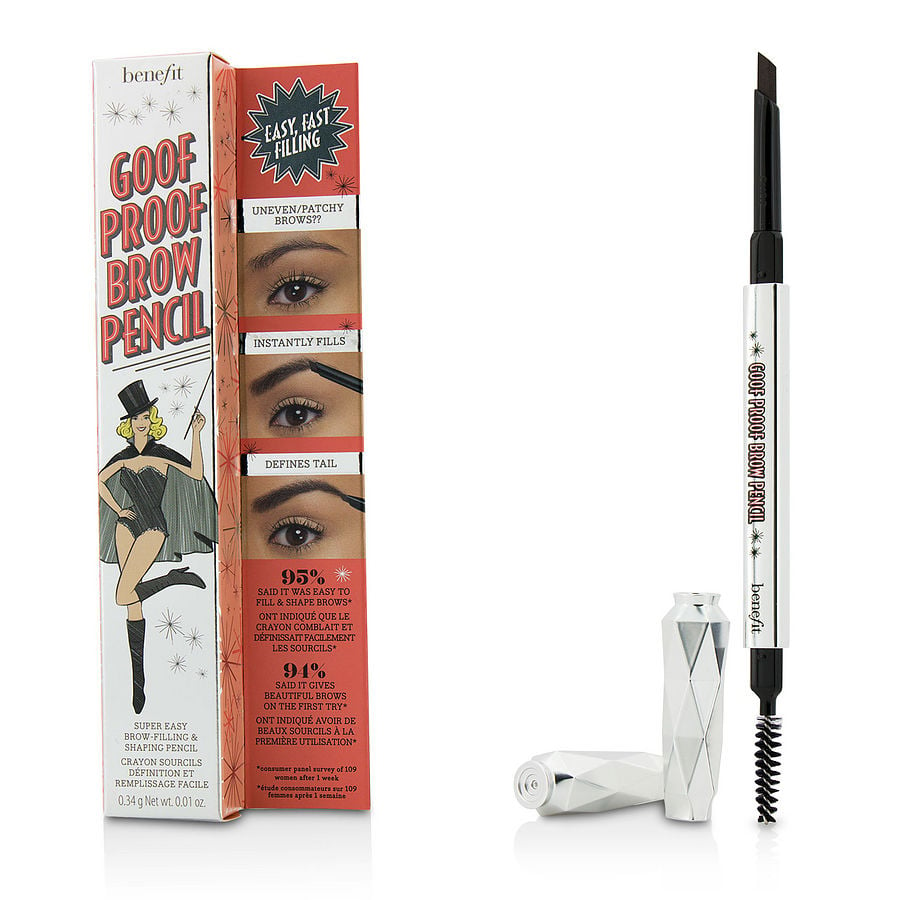 benefit
GOOF
PROOF
BROW
PENCIL
SUPER EASY
BROW-FILLING &
SHAPING PENCIL
CRAYON SOURCILS
DÉFINITION ET
REMPLISSAGE FACILE
0.34 g Net wt. 0.01 oz.
EASY, FAST
FILLING
UNEVEN/PATCHY
BROWS??
INSTANTLY FILLS
DEFINES TAIL
95%
SAID IT WAS EASY TO
FILL & SHAPE BROWS*
ONT INDIQUÉ QUE LE
CRAYON COMBLAIT ET
DÉFINISSAIT FACILEMENT
LES SOURCILS*
94%
SAID IT GIVES
BEAUTIFUL BROWS
ON THE FIRST TRY*
ONT INDIQUÉ AVOIR DE
BEAUX SOURCILS À LA
PREMIÈRE UTILISATION*
*consumer panel survey of 109
women after 1 week
*étude consommateurs sur 109
femmes après 1 semaine
GOOF PROOF BROW PENCIL
benefit